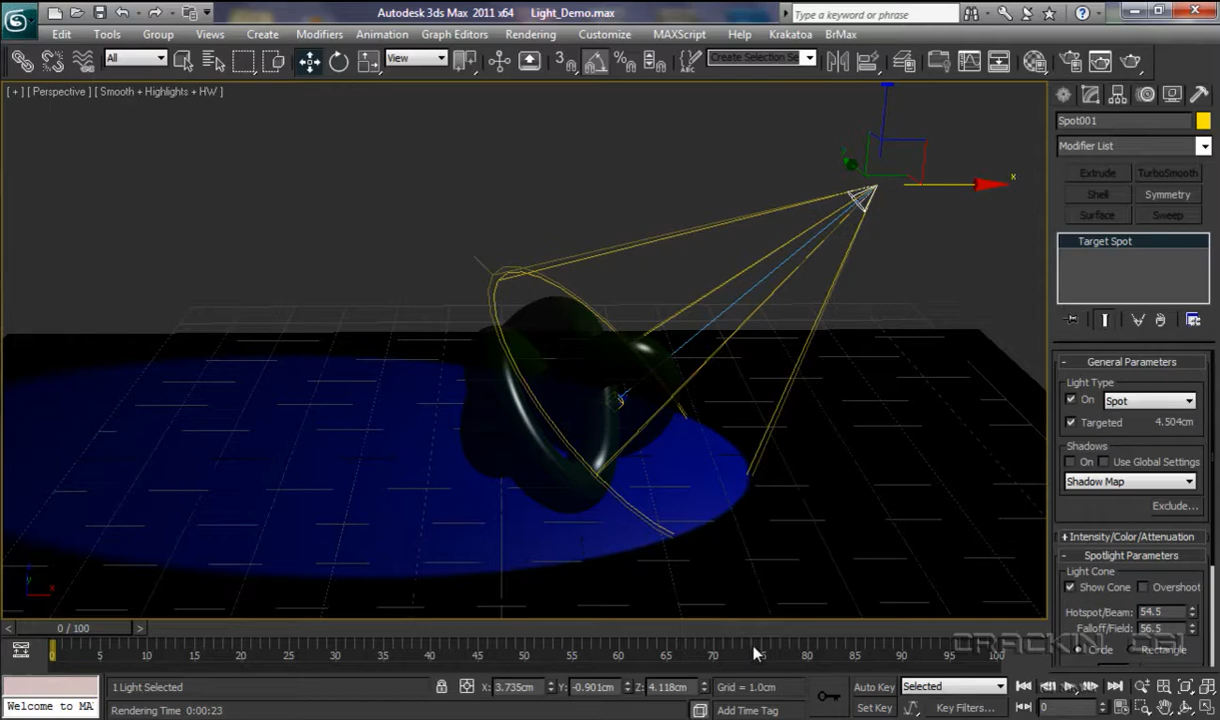 Autodesk 3ds Max 2011 x64 Light_Demo.max
Type a keyword or phrase
Edit Tools Group Views Create Modifiers Animation Graph Editors Rendering Customize MAXScript Help Krakatoa BrMax
All View 3 Create Selection Se
[ + ] [ Perspective ] [ Smooth + Highlights + HW ]
Spot001
Modifier List
Extrude TurboSmooth
Shell Symmetry
Surface Sweep
Target Spot
- General Parameters
Light Type
On Spot
Targeted 4.504cm
Shadows
On Use Global Settings
Shadow Map
Exclude...
+ Intensity/Color/Attenuation
- Spotlight Parameters
Light Cone
Show Cone Overshoot
Hotspot/Beam: 54.5
Falloff/Field: 56.5
Circle Rectangle
x
< 0 / 100 >
0 5 10 15 20 25 30 35 40 45 50 55 60 65 70 75 80 85 90 95 100
1 Light Selected X: 3.735cm Y: -0.901cm Z: 4.118cm Grid = 1.0cm Auto Key Selected
Welcome to MA Rendering Time 0:00:23 Add Time Tag Set Key Key Filters... 0